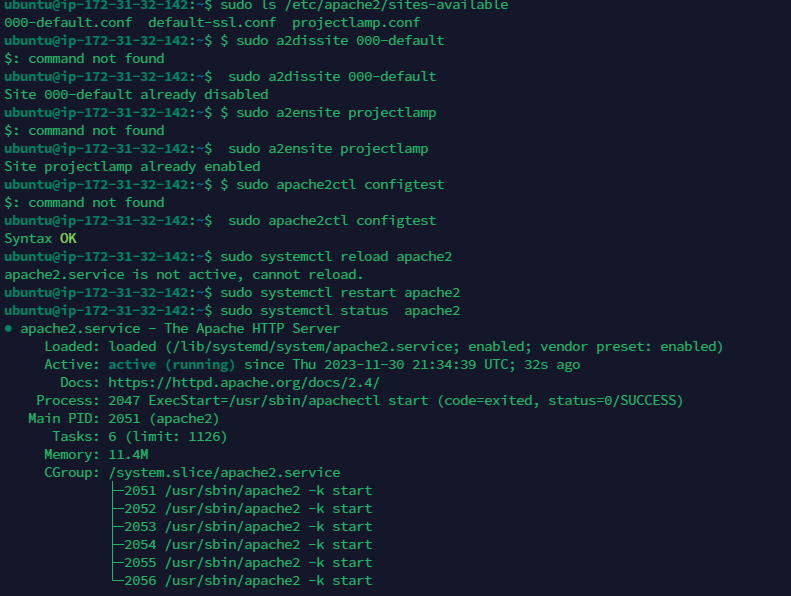 ubuntu@ip-172-31-32-142:~$ sudo ls /etc/apache2/sites-available
000-default.conf  default-ssl.conf  projectlamp.conf
ubuntu@ip-172-31-32-142:~$ $ sudo a2dissite 000-default
$: command not found
ubuntu@ip-172-31-32-142:~$  sudo a2dissite 000-default
Site 000-default already disabled
ubuntu@ip-172-31-32-142:~$ $ sudo a2ensite projectlamp
$: command not found
ubuntu@ip-172-31-32-142:~$  sudo a2ensite projectlamp
Site projectlamp already enabled
ubuntu@ip-172-31-32-142:~$ $ sudo apache2ctl configtest
$: command not found
ubuntu@ip-172-31-32-142:~$  sudo apache2ctl configtest
Syntax OK
ubuntu@ip-172-31-32-142:~$ sudo systemctl reload apache2
apache2.service is not active, cannot reload.
ubuntu@ip-172-31-32-142:~$ sudo systemctl restart apache2
ubuntu@ip-172-31-32-142:~$ sudo systemctl status  apache2
● apache2.service - The Apache HTTP Server
     Loaded: loaded (/lib/systemd/system/apache2.service; enabled; vendor preset: enabled)
     Active: active (running) since Thu 2023-11-30 21:34:39 UTC; 32s ago
       Docs: https://httpd.apache.org/docs/2.4/
    Process: 2047 ExecStart=/usr/sbin/apachectl start (code=exited, status=0/SUCCESS)
   Main PID: 2051 (apache2)
      Tasks: 6 (limit: 1126)
     Memory: 11.4M
     CGroup: /system.slice/apache2.service
             ├─2051 /usr/sbin/apache2 -k start
             ├─2052 /usr/sbin/apache2 -k start
             ├─2053 /usr/sbin/apache2 -k start
             ├─2054 /usr/sbin/apache2 -k start
             ├─2055 /usr/sbin/apache2 -k start
             └─2056 /usr/sbin/apache2 -k start